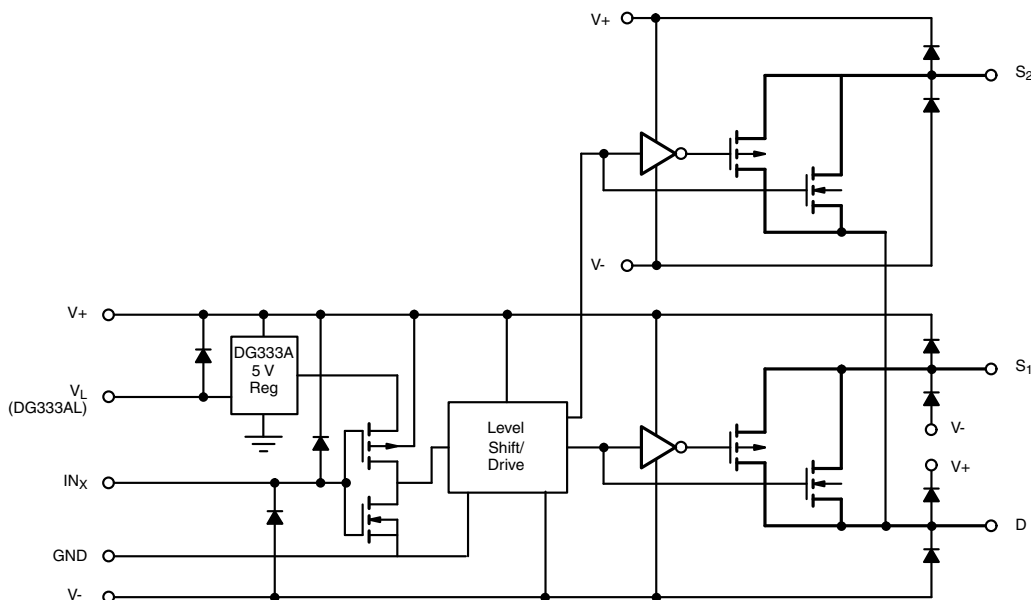 V+
S2
V-
V+
DG333A
5 V
Reg
VL
(DG333AL)
S1
Level
Shift/
Drive
V-
V+
INX
D
GND
V-